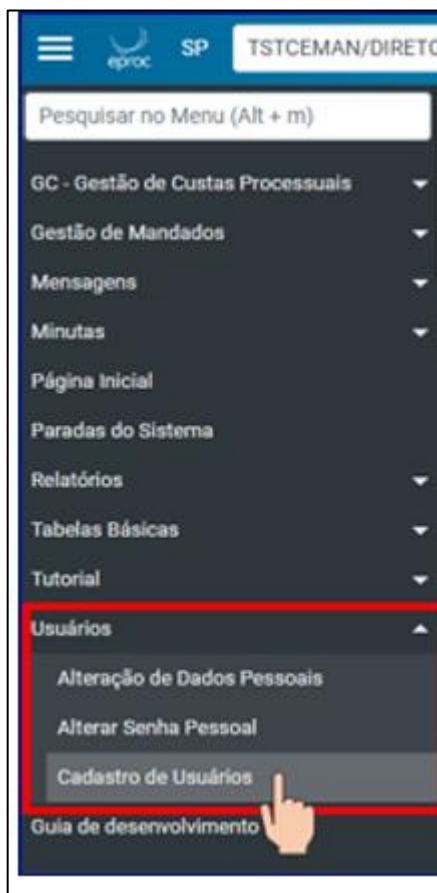 eproc SP TSTCEMAN/DIRETO
Pesquisar no Menu (Alt + m)
GC - Gestão de Custas Processuais
Gestão de Mandados
Mensagens
Minutas
Página Inicial
Paradas do Sistema
Relatórios
Tabelas Básicas
Tutorial
Usuários
Alteração de Dados Pessoais
Alterar Senha Pessoal
Cadastro de Usuários
Guia de desenvolvimento